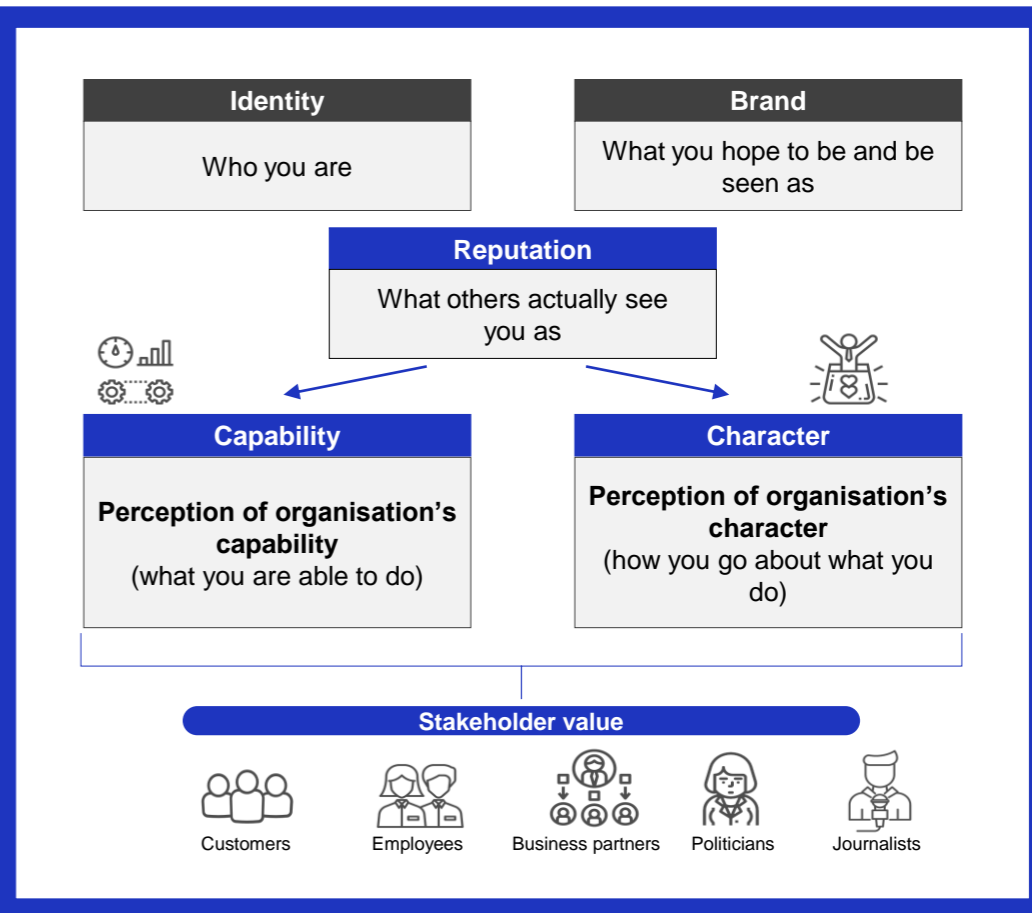 Identity
Brand
Who you are
What you hope to be and be
seen as
Reputation
What others actually see
you as
Capability
Character
Perception of organisation’s
capability
(what you are able to do)
Perception of organisation’s
character
(how you go about what you
do)
Stakeholder value
Customers
Employees
Business partners
Politicians
Journalists